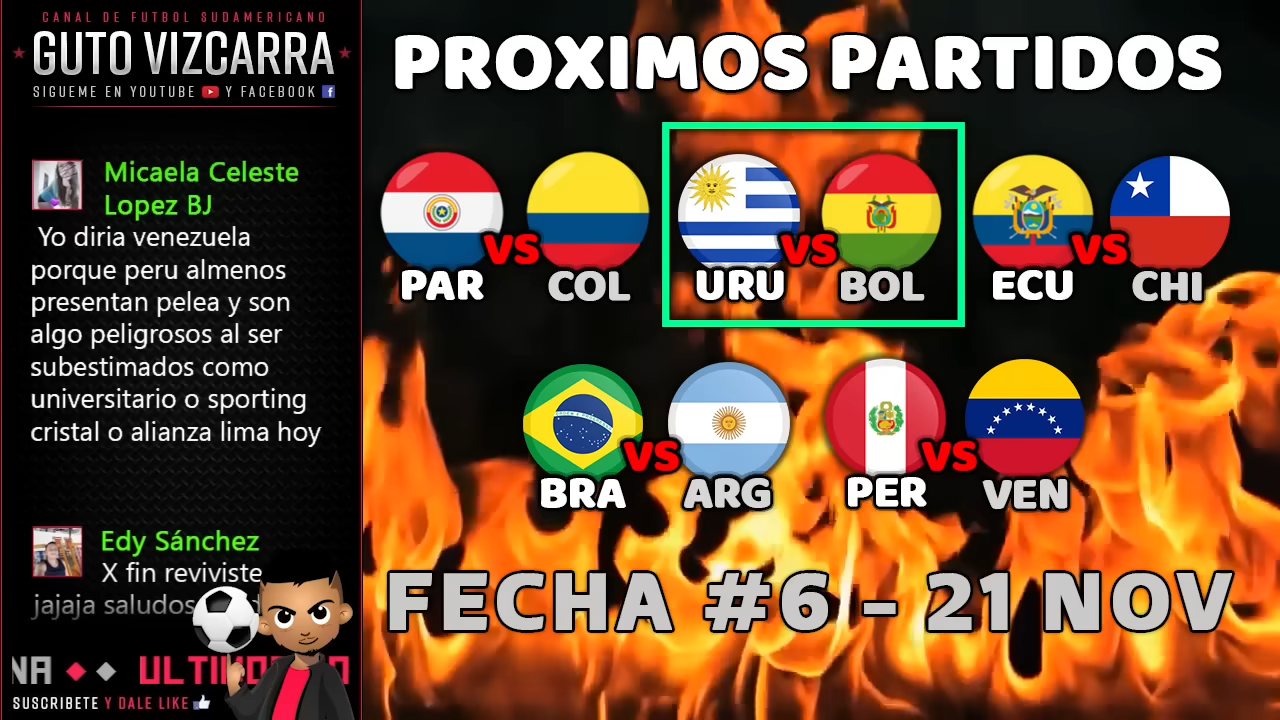 CANAL DE FUTBOL SUDAMERICANO
GUTO VIZCARRA
SIGUEME EN YOUTUBE Y FACEBOOK
Micaela Celeste
Lopez BJ
Yo diria venezuela
porque peru almenos
presentan pelea y son
algo peligrosos al ser
subestimados como
universitario o sporting
cristal o alianza lima hoy
Edy Sánchez
X fin reviviste
jajaja saludos
SUSCRIBETE Y DALE LIKE
PROXIMOS PARTIDOS
PAR VS COL
URU VS BOL
ECU VS CHI
BRA VS ARG
PER VS VEN
FECHA #6 - 21 NOV